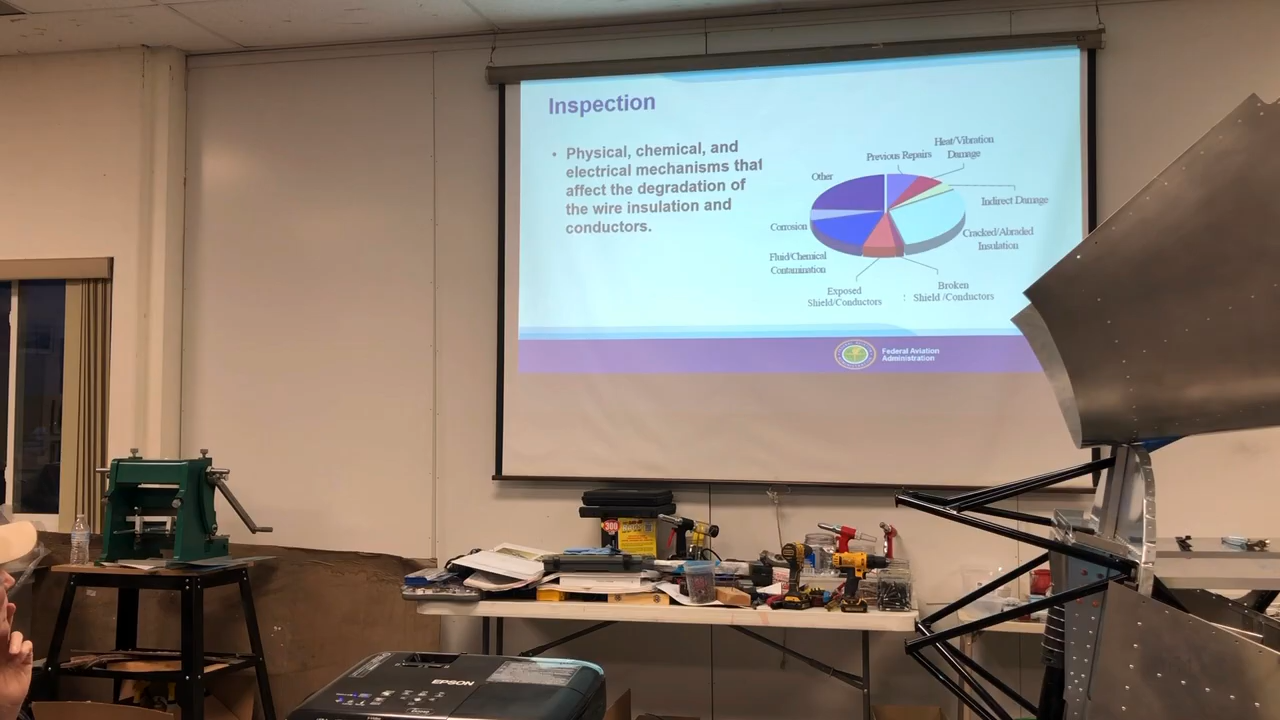 Inspection
• Physical, chemical, and
electrical mechanisms that
affect the degradation of
the wire insulation and
conductors.
Heat/Vibration
Damage
Previous Repairs
Other
Indirect Damage
Corrosion
Cracked/Abraded
Insulation
Fluid/Chemical
Contamination
Exposed
Shield/Conductors
: Broken
Shield /Conductors
Federal Aviation
Administration
300
EPSON